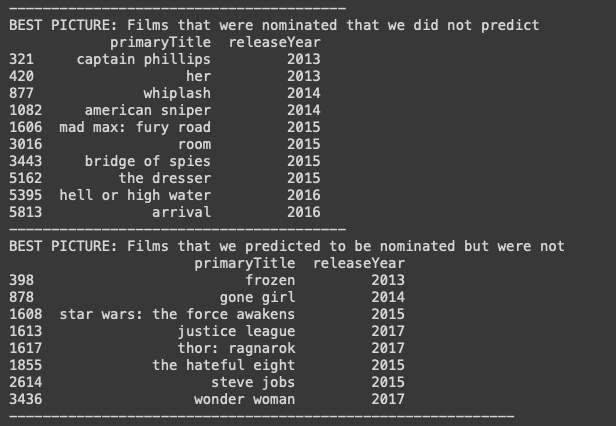 ----------------------------------------
BEST PICTURE: Films that were nominated that we did not predict
primaryTitle releaseYear
321 captain phillips 2013
420 her 2013
877 whiplash 2014
1082 american sniper 2014
1606 mad max: fury road 2015
3016 room 2015
3443 bridge of spies 2015
5162 the dresser 2015
5395 hell or high water 2016
5813 arrival 2016
----------------------------------------
BEST PICTURE: Films that we predicted to be nominated but were not
primaryTitle releaseYear
398 frozen 2013
878 gone girl 2014
1608 star wars: the force awakens 2015
1613 justice league 2017
1617 thor: ragnarok 2017
1855 the hateful eight 2015
2614 steve jobs 2015
3436 wonder woman 2017
------------------------------------------------------------